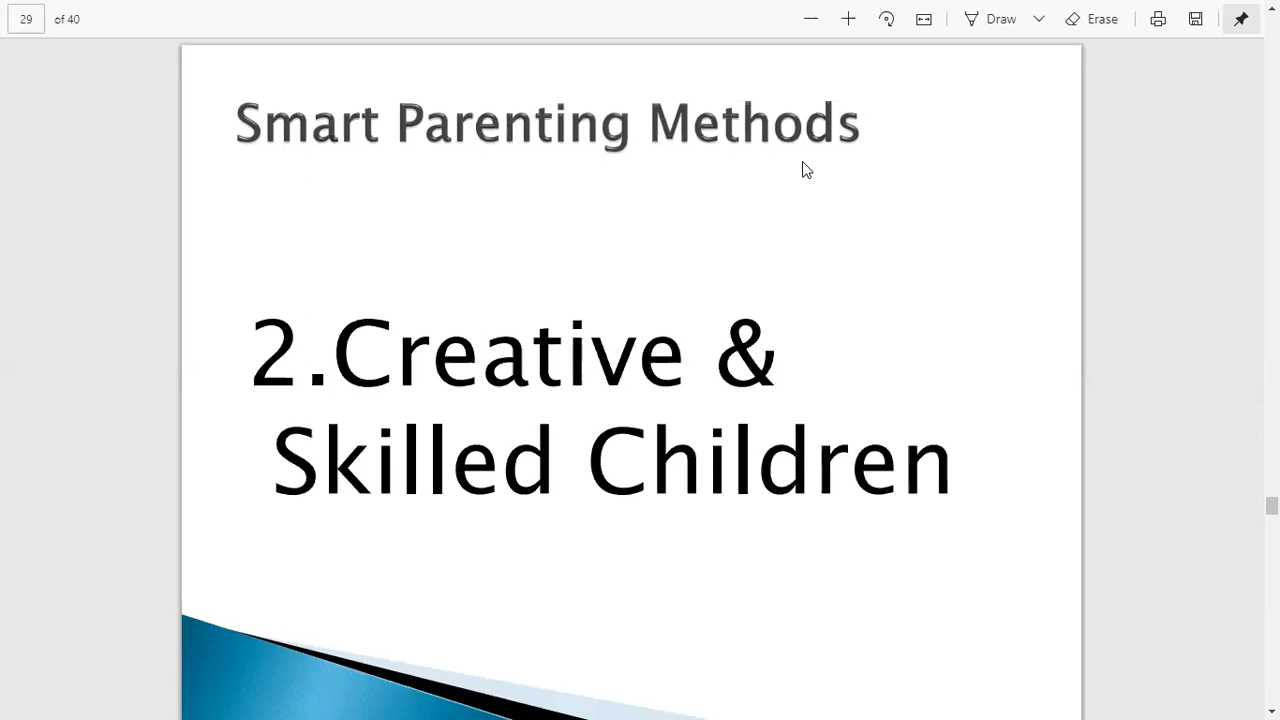 29 of 40 Draw Erase
Smart Parenting Methods
2.Creative &
Skilled Children